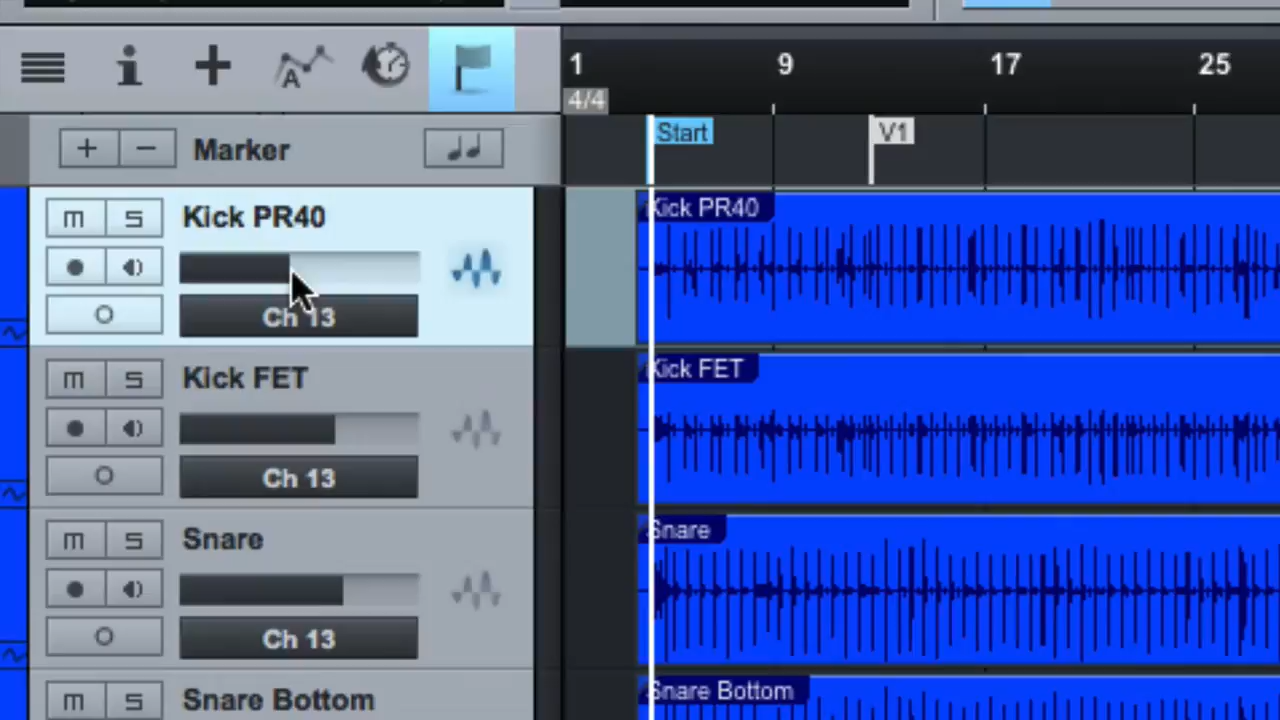 1 9 17 25
4/4
+ − Marker Start V1
m s Kick PR40 Kick PR40
Ch 13
m s Kick FET Kick FET
Ch 13
m s Snare Snare
Ch 13
m s Snare Bottom Snare Bottom